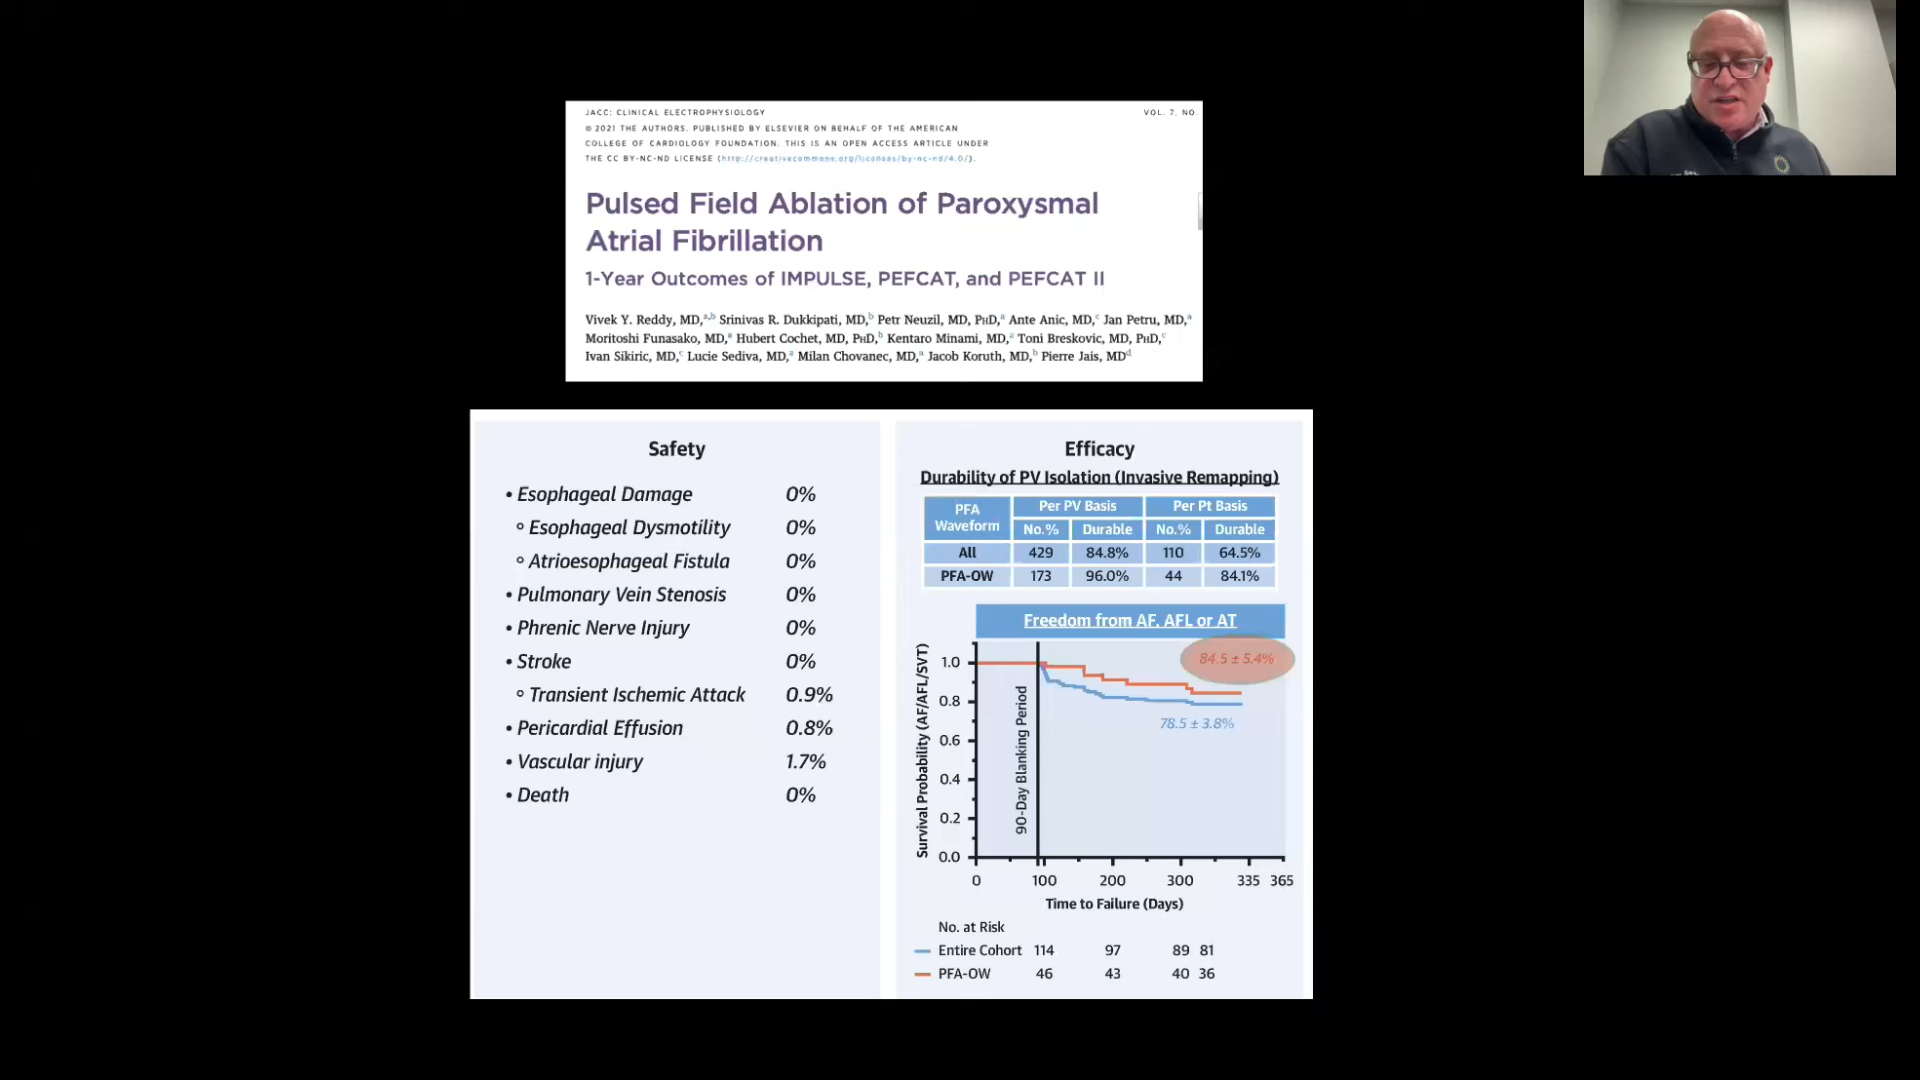 JACC: CLINICAL ELECTROPHYSIOLOGY VOL. 7, NO.
© 2021 THE AUTHORS. PUBLISHED BY ELSEVIER ON BEHALF OF THE AMERICAN
COLLEGE OF CARDIOLOGY FOUNDATION. THIS IS AN OPEN ACCESS ARTICLE UNDER
THE CC BY-NC-ND LICENSE (http://creativecommons.org/licenses/by-nc-nd/4.0/).
Pulsed Field Ablation of Paroxysmal
Atrial Fibrillation
1-Year Outcomes of IMPULSE, PEFCAT, and PEFCAT II
Vivek Y. Reddy, MD,a,b Srinivas R. Dukkipati, MD,b Petr Neuzil, MD, PHD,a Ante Anic, MD,c Jan Petru, MD,a
Moritoshi Funasako, MD,a Hubert Cochet, MD, PHD,b Kentaro Minami, MD,a Toni Breskovic, MD, PHD,c
Ivan Sikiric, MD,c Lucie Sediva, MD,a Milan Chovanec, MD,a Jacob Koruth, MD,b Pierre Jais, MDd
Safety
• Esophageal Damage 0%
° Esophageal Dysmotility 0%
° Atrioesophageal Fistula 0%
• Pulmonary Vein Stenosis 0%
• Phrenic Nerve Injury 0%
• Stroke 0%
° Transient Ischemic Attack 0.9%
• Pericardial Effusion 0.8%
• Vascular injury 1.7%
• Death 0%
Efficacy
Durability of PV Isolation (Invasive Remapping)
PFA Waveform Per PV Basis Per Pt Basis
No.% Durable No.% Durable
All 429 84.8% 110 64.5%
PFA-OW 173 96.0% 44 84.1%
Freedom from AF, AFL or AT
Survival Probability (AF/AFL/SVT)
1.0
0.8
0.6
0.4
0.2
0.0
90-Day Blanking Period
84.5 ± 5.4%
78.5 ± 3.8%
0 100 200 300 335 365
Time to Failure (Days)
No. at Risk
Entire Cohort 114 97 89 81
PFA-OW 46 43 40 36